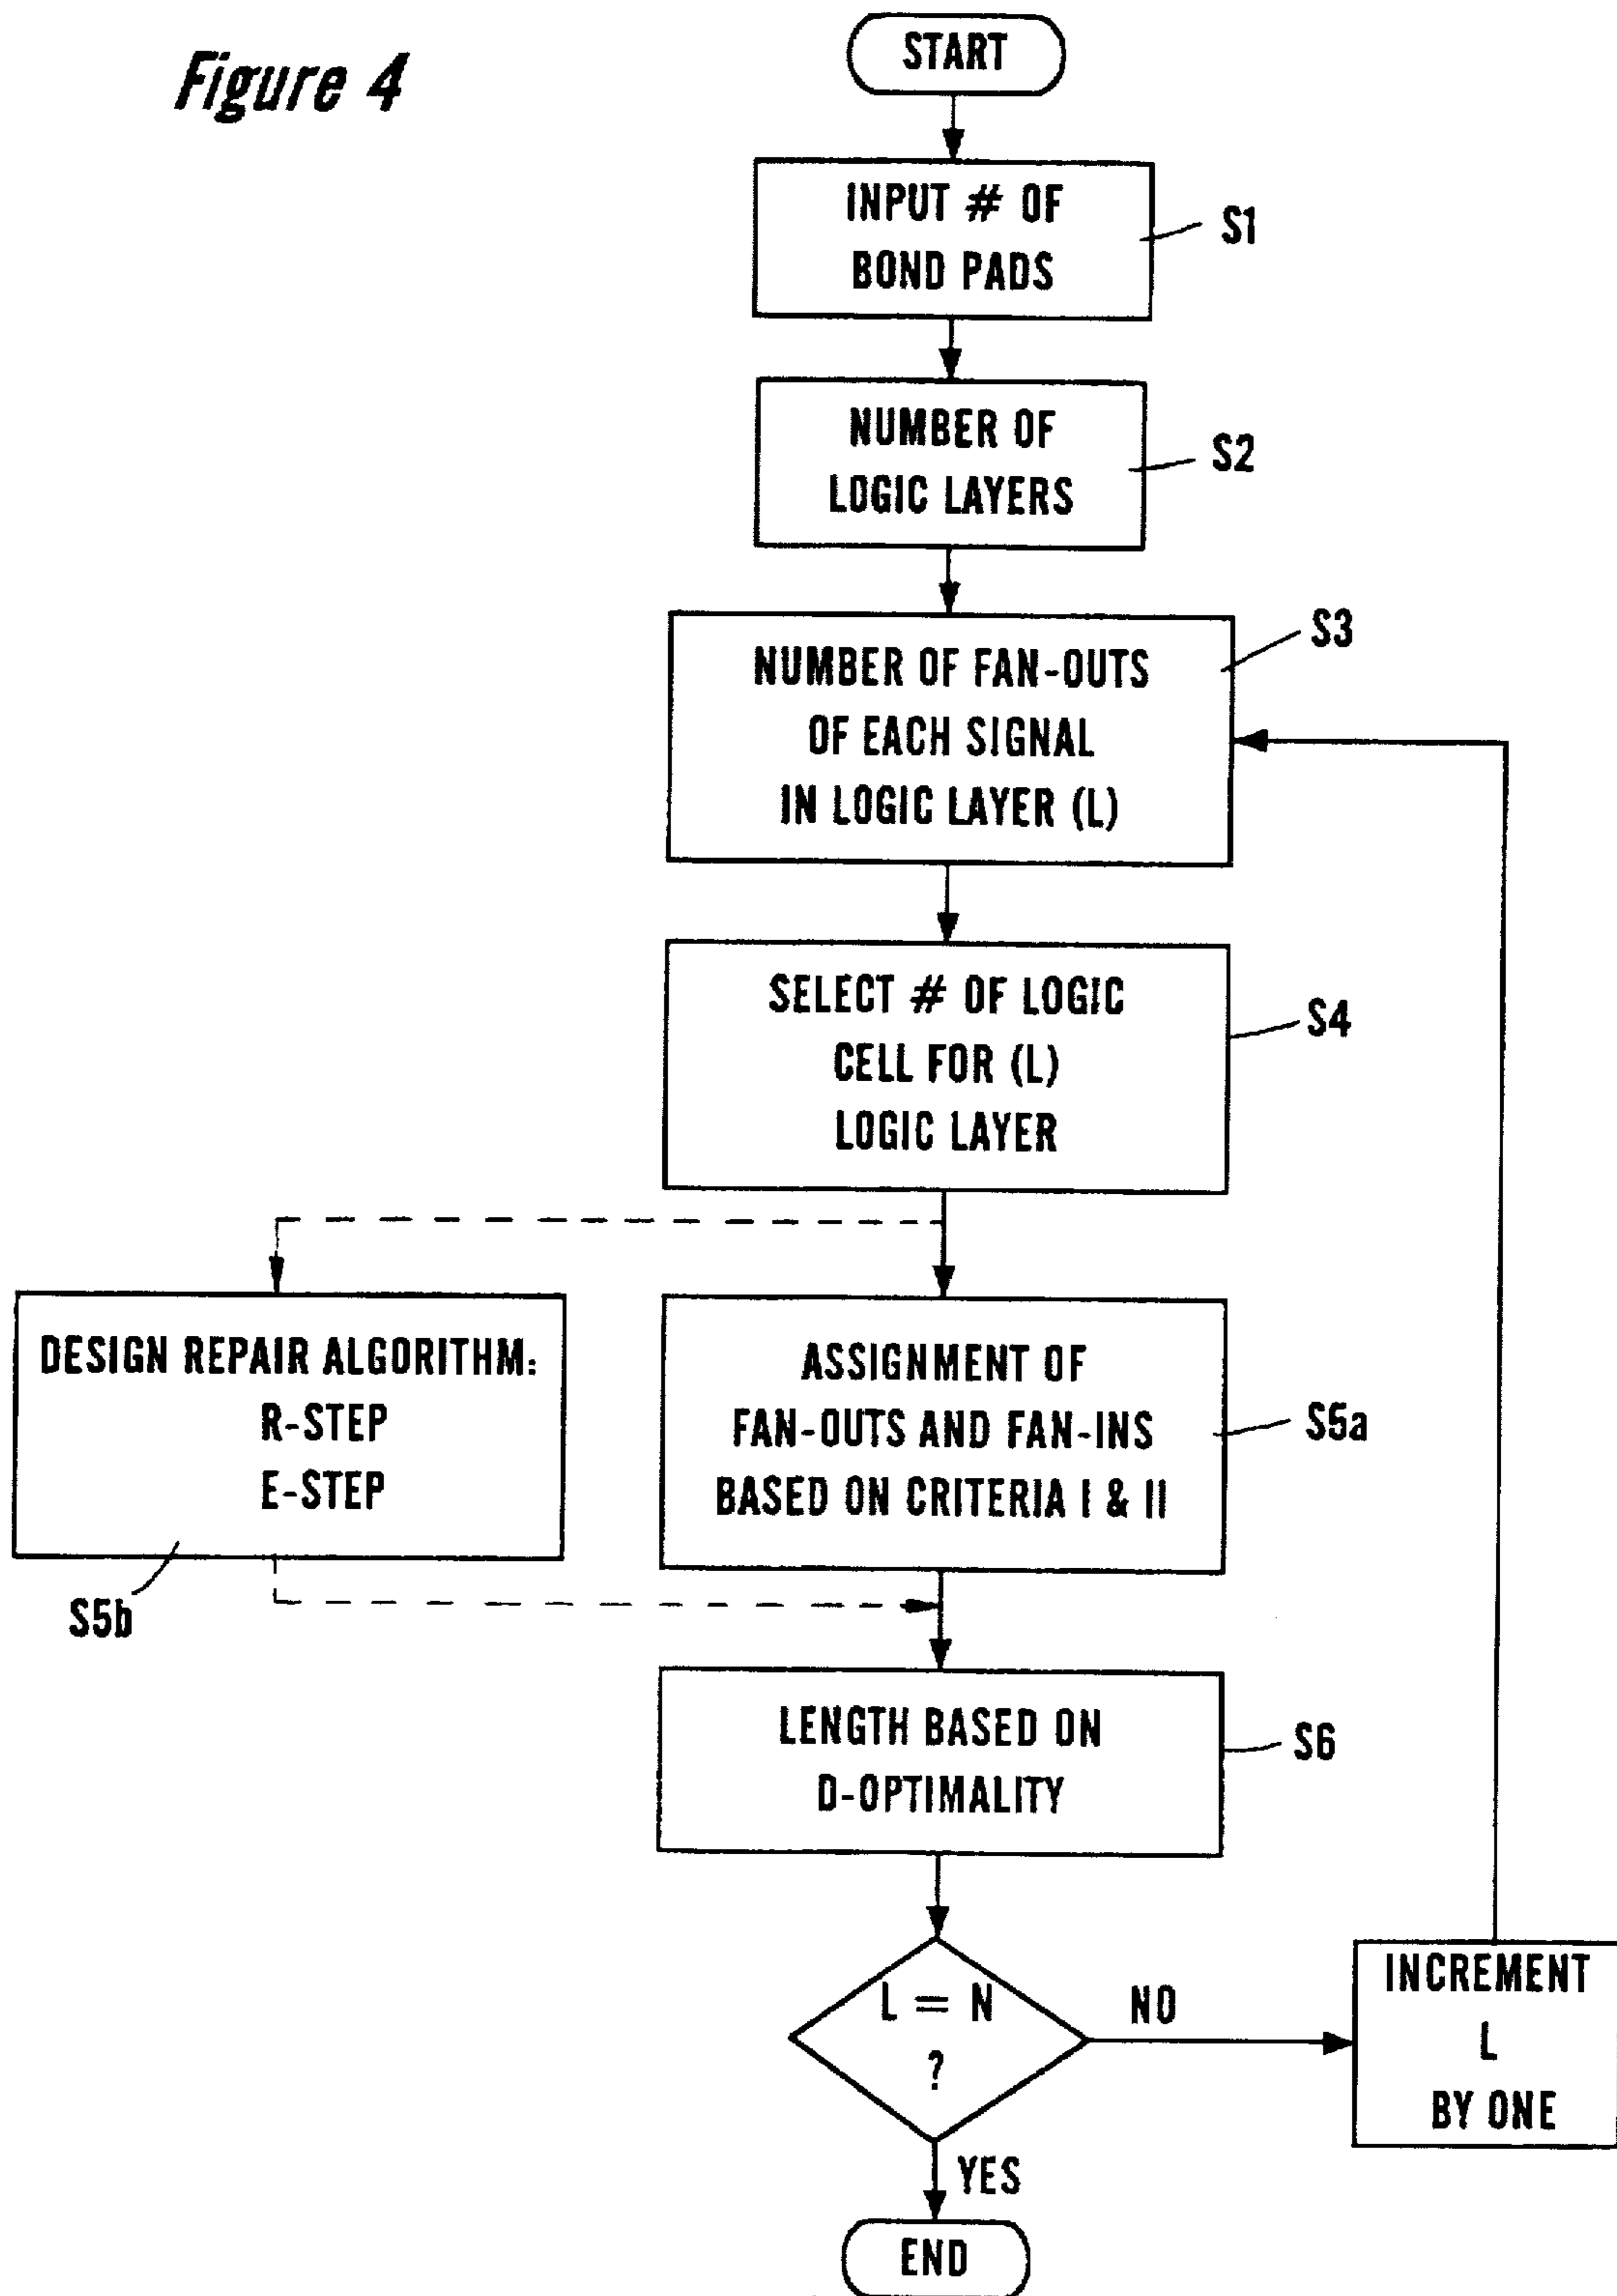 Figure 4
START
INPUT # OF
BOND PADS
S1
NUMBER OF
LOGIC LAYERS
S2
NUMBER OF FAN-OUTS
OF EACH SIGNAL
IN LOGIC LAYER (L)
S3
SELECT # OF LOGIC
CELL FOR (L)
LOGIC LAYER
S4
DESIGN REPAIR ALGORITHM:
R-STEP
E-STEP
S5b
ASSIGNMENT OF
FAN-OUTS AND FAN-INS
BASED ON CRITERIA I & II
S5a
LENGTH BASED ON
D-OPTIMALITY
S6
L = N
?
NO
INCREMENT
L
BY ONE
YES
END